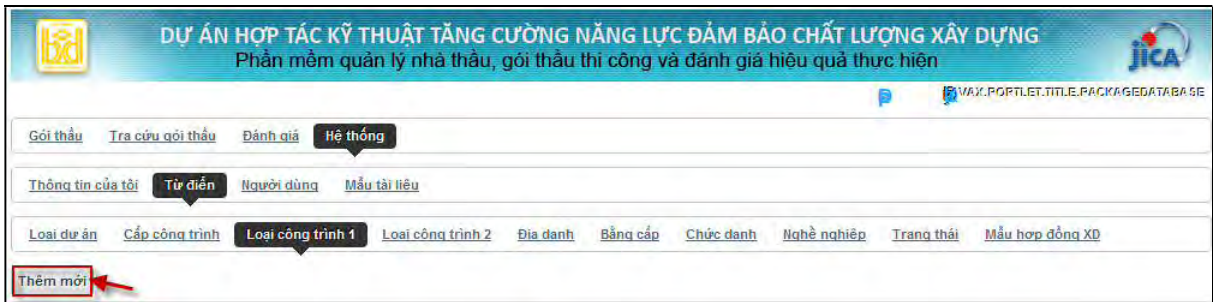 DỰ ÁN HỢP TÁC KỸ THUẬT TĂNG CƯỜNG NĂNG LỰC ĐẢM BẢO CHẤT LƯỢNG XÂY DỰNG
Phần mềm quản lý nhà thầu, gói thầu thi công và đánh giá hiệu quả thực hiện
jICA
VAX.PORTLET.TITLE.PACKAGEDATABASE
Gói thầu Tra cứu gói thầu Đánh giá Hệ thống
Thông tin của tôi Từ điển Người dùng Mẫu tài liệu
Loại dự án Cấp công trình Loại công trình 1 Loại công trình 2 Địa danh Bằng cấp Chức danh Nghề nghiệp Trạng thái Mẫu hợp đồng XD
Thêm mới